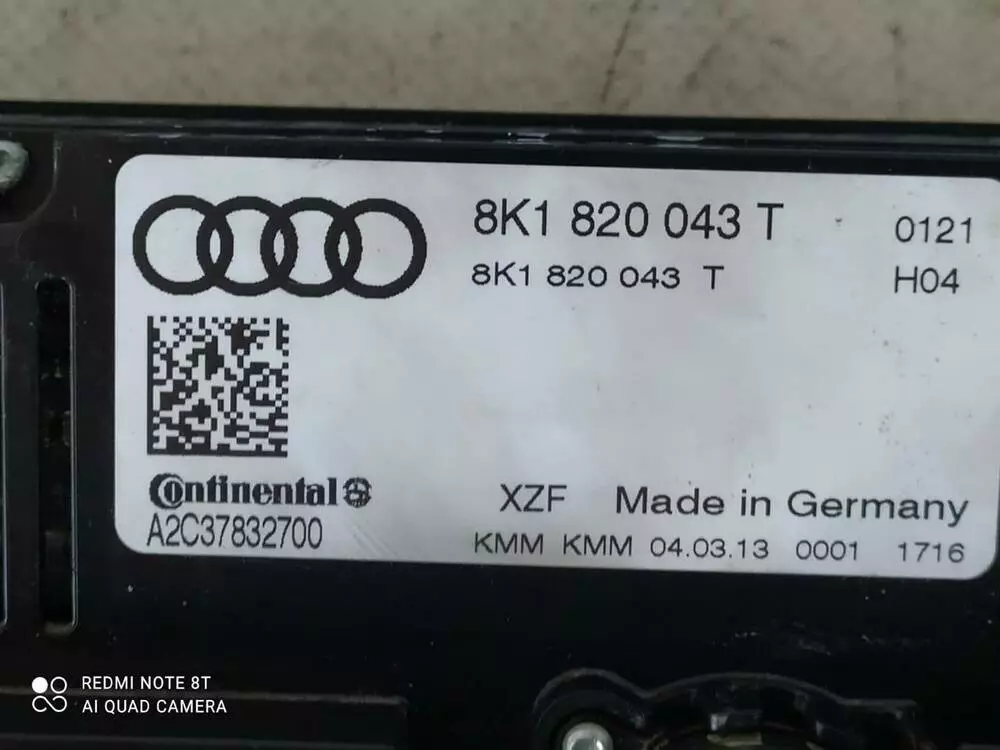 8K1 820 043 T 0121
8K1 820 043 T H04
Continental
A2C37832700
XZF Made in Germany
KMM KMM 04.03.13 0001 1716
REDMI NOTE 8T
AI QUAD CAMERA